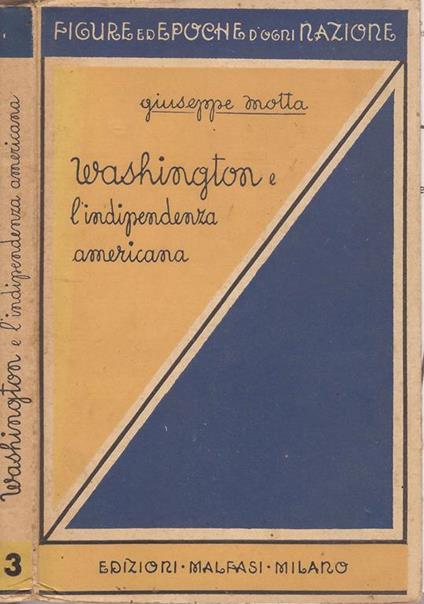 FIGURE ED EPOCHE D'OGNI NAZIONE
giuseppe motta
Washington e
l'indipendenza
americana
EDIZIONI · MALFASI · MILANO
Washington e l'indipendenza americana
3